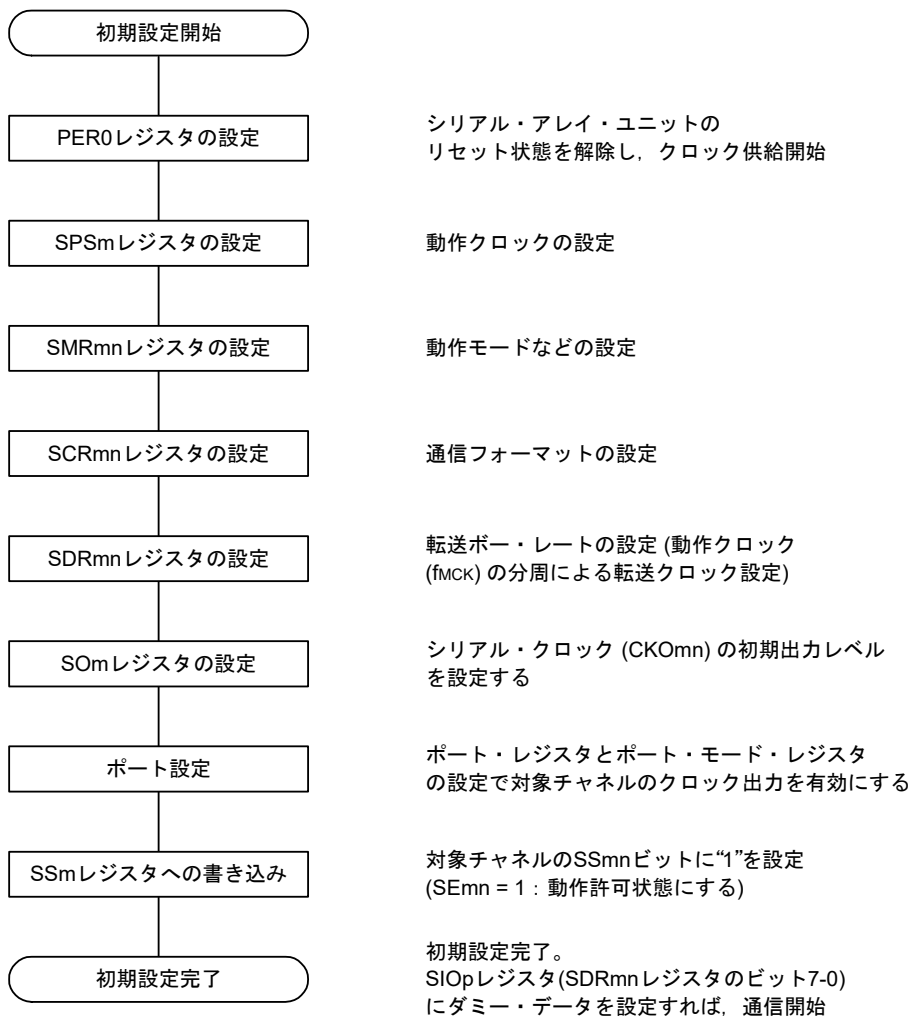 初期設定開始
PER0レジスタの設定
シリアル・アレイ・ユニットの
リセット状態を解除し，クロック供給開始
SPSmレジスタの設定
動作クロックの設定
SMRmnレジスタの設定
動作モードなどの設定
SCRmnレジスタの設定
通信フォーマットの設定
SDRmnレジスタの設定
転送ボー・レートの設定 (動作クロック
(fMCK) の分周による転送クロック設定)
SOmレジスタの設定
シリアル・クロック (CKOmn) の初期出力レベル
を設定する
ポート設定
ポート・レジスタとポート・モード・レジスタ
の設定で対象チャネルのクロック出力を有効にする
SSmレジスタへの書き込み
対象チャネルのSSmnビットに“1”を設定
(SEmn = 1 : 動作許可状態にする)
初期設定完了
初期設定完了。
SIOpレジスタ(SDRmnレジスタのビット7-0)
にダミー・データを設定すれば，通信開始